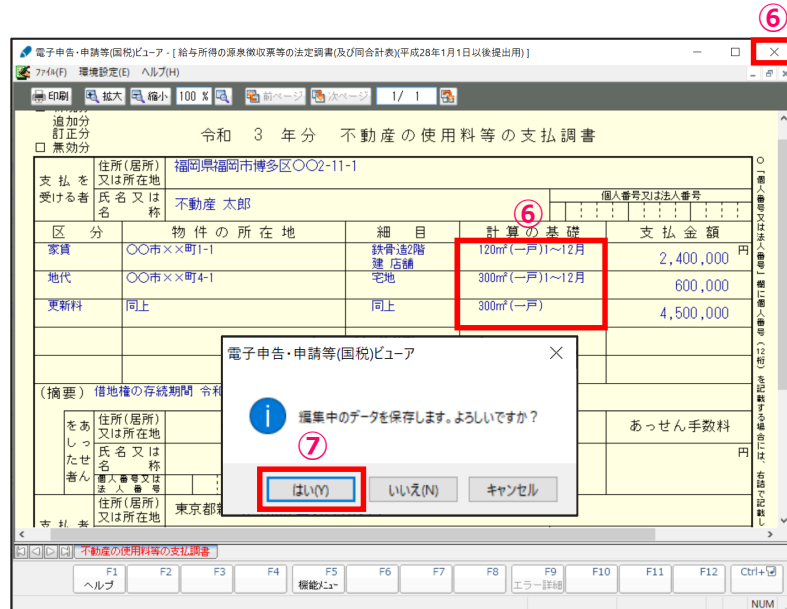 ⑥
電子申告・申請等(国税)ビューア - [ 給与所得の源泉徴収票等の法定調書(及び同合計表)(平成28年1月1日以後提出用) ]
ファイル(F) 環境設定(E) ヘルプ(H)
印刷 拡大 縮小 100 % 前ページ 次ページ 1/ 1
追加分
訂正分
無効分
令和 3 年分 不動産の使用料等の支払調書
支払を受ける者 住所(居所)又は所在地 福岡県福岡市博多区〇〇2-11-1
氏名又は名称 不動産 太郎
個人番号又は法人番号
⑥
区分 物件の所在地 細目 計算の基礎 支払金額
家賃 〇〇市××町1-1 鉄骨造2階建 店舗 120㎡(一戸)1～12月 2,400,000 円
地代 〇〇市××町4-1 宅地 300㎡(一戸)1～12月 600,000
更新料 同上 同上 300㎡(一戸) 4,500,000
(摘要) 借地権の存続期間 令和
電子申告・申請等(国税)ビューア
編集中のデータを保存します。よろしいですか？
⑦
はい(Y) いいえ(N) キャンセル
をあっせんした者 住所(居所)又は所在地
氏名又は名称
個人番号又は法人番号
あっせん手数料
円
支払者 住所(居所)又は所在地 東京都
〇「個人番号又は法人番号」欄に個人番号(12桁)を記載する場合には、右詰で記載し
不動産の使用料等の支払調書
F1 ヘルプ F2 F3 F4 F5 機能メニュー F6 F7 F8 F9 エラー詳細 F10 F11 F12 Ctrl+
NUM